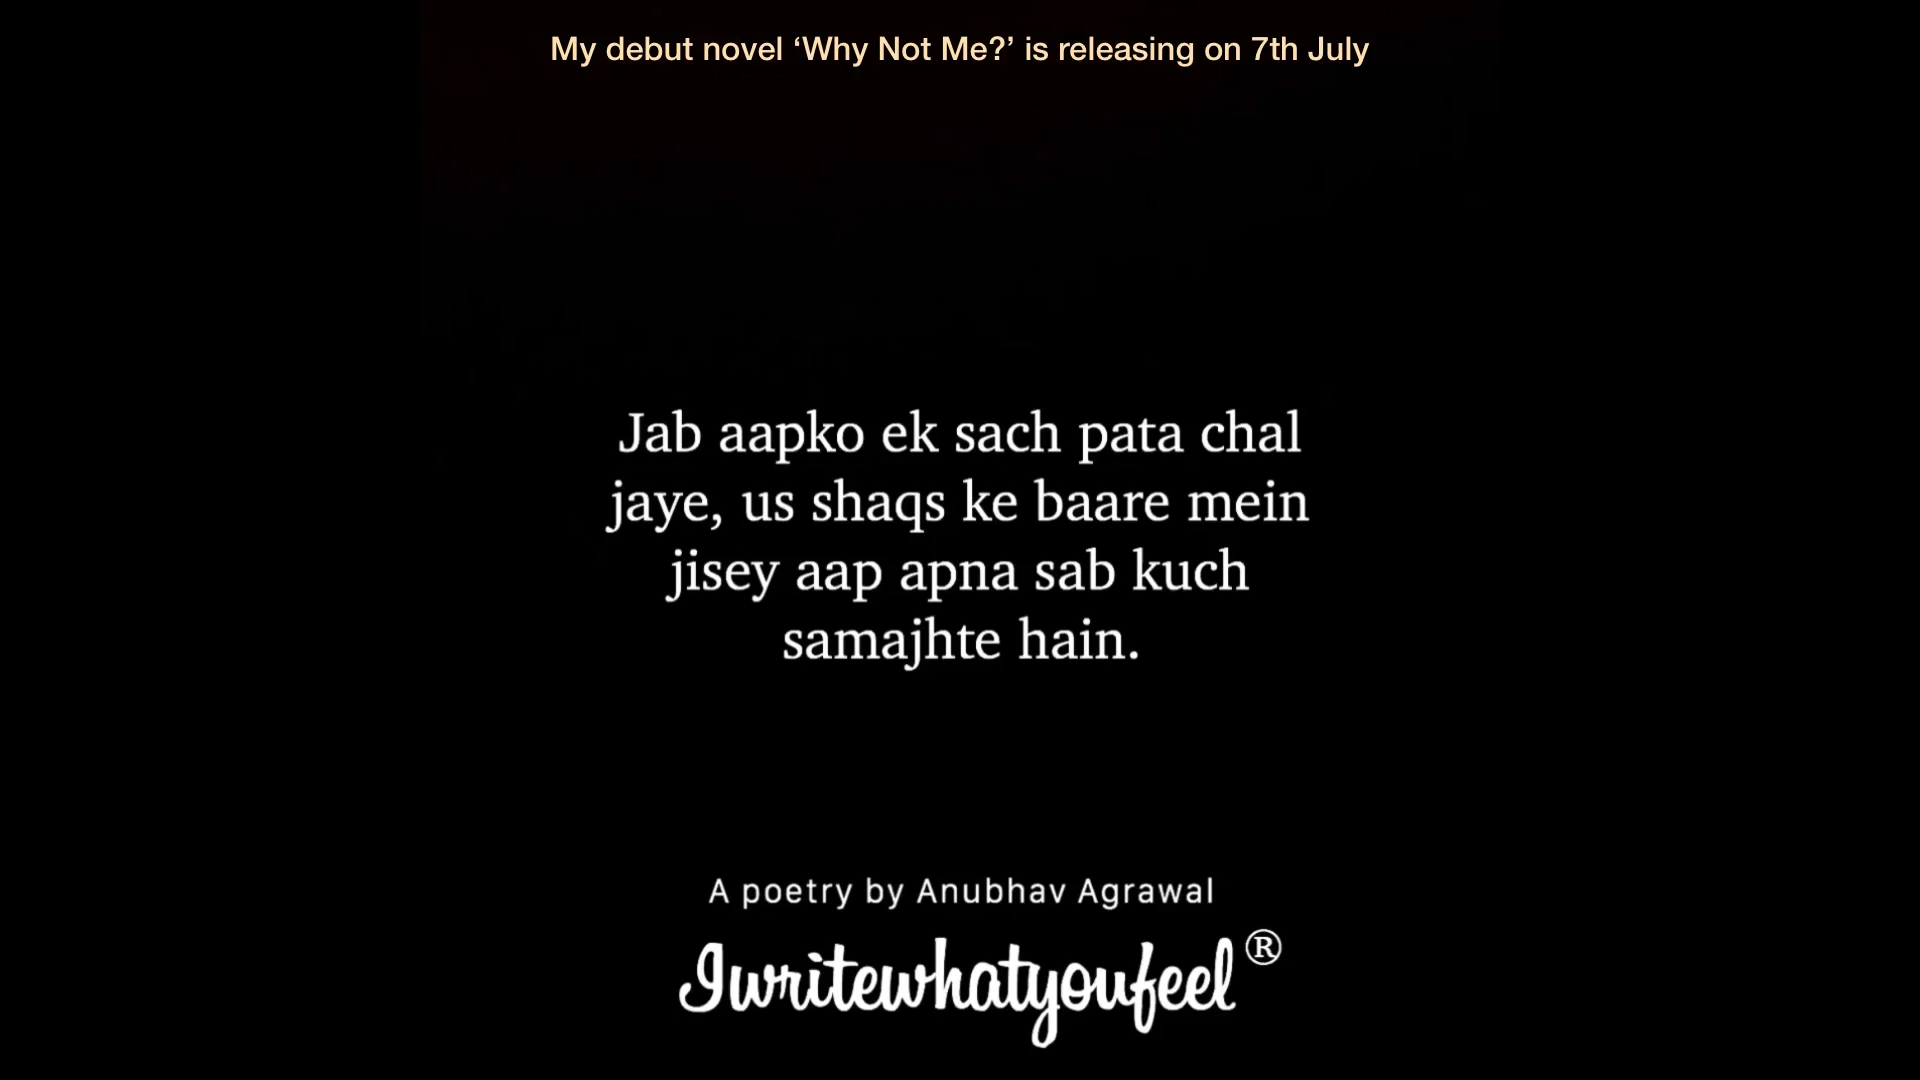 My debut novel ‘Why Not Me?’ is releasing on 7th July
Jab aapko ek sach pata chal
jaye, us shaqs ke baare mein
jisey aap apna sab kuch
samajhte hain.
A poetry by Anubhav Agrawal
Iwritewhatyoufeel®